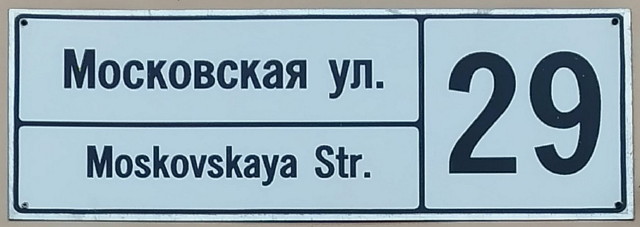 Московская ул.
Moskovskaya Str.
29